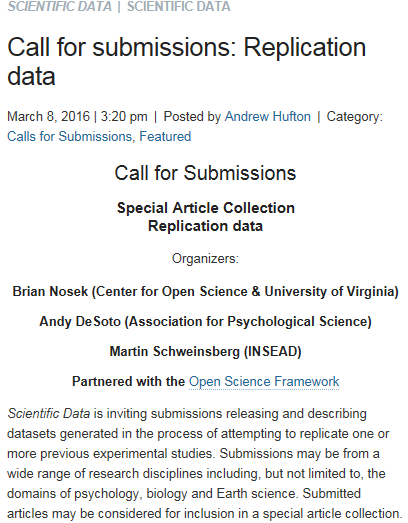 SCIENTIFIC DATA | SCIENTIFIC DATA
Call for submissions: Replication
data
March 8, 2016 | 3:20 pm | Posted by Andrew Hufton | Category:
Calls for Submissions, Featured
Call for Submissions
Special Article Collection
Replication data
Organizers:
Brian Nosek (Center for Open Science & University of Virginia)
Andy DeSoto (Association for Psychological Science)
Martin Schweinsberg (INSEAD)
Partnered with the Open Science Framework
Scientific Data is inviting submissions releasing and describing
datasets generated in the process of attempting to replicate one or
more previous experimental studies. Submissions may be from a
wide range of research disciplines including, but not limited to, the
domains of psychology, biology and Earth science. Submitted
articles may be considered for inclusion in a special article collection.